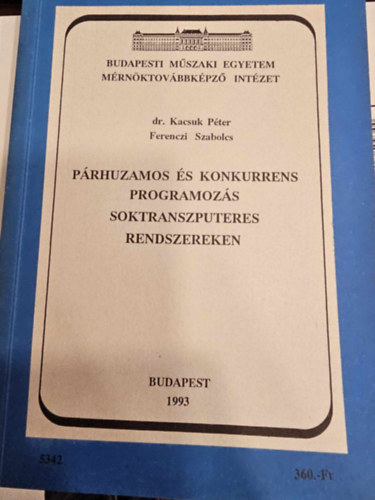 BUDAPESTI MŰSZAKI EGYETEM
MÉRNÖKTOVÁBBKÉPZŐ INTÉZET
dr. Kacsuk Péter
Ferenczi Szabolcs
PÁRHUZAMOS ÉS KONKURRENS
PROGRAMOZÁS
SOKTRANSZPUTERES
RENDSZEREKEN
BUDAPEST
1993
5342
360.-Ft